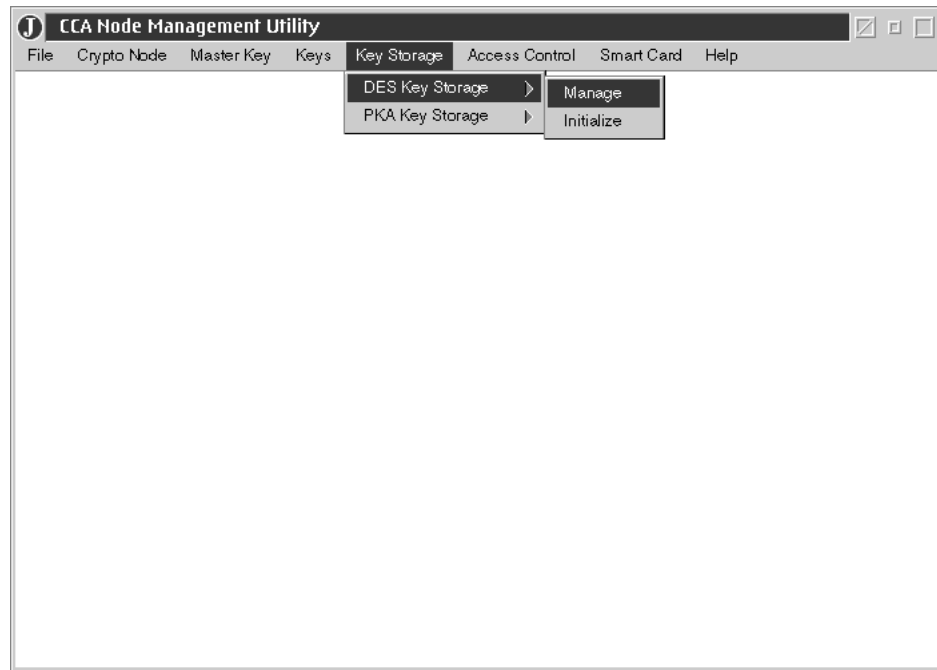 J CCA Node Management Utility
File Crypto Node Master Key Keys Key Storage Access Control Smart Card Help
DES Key Storage Manage
PKA Key Storage Initialize